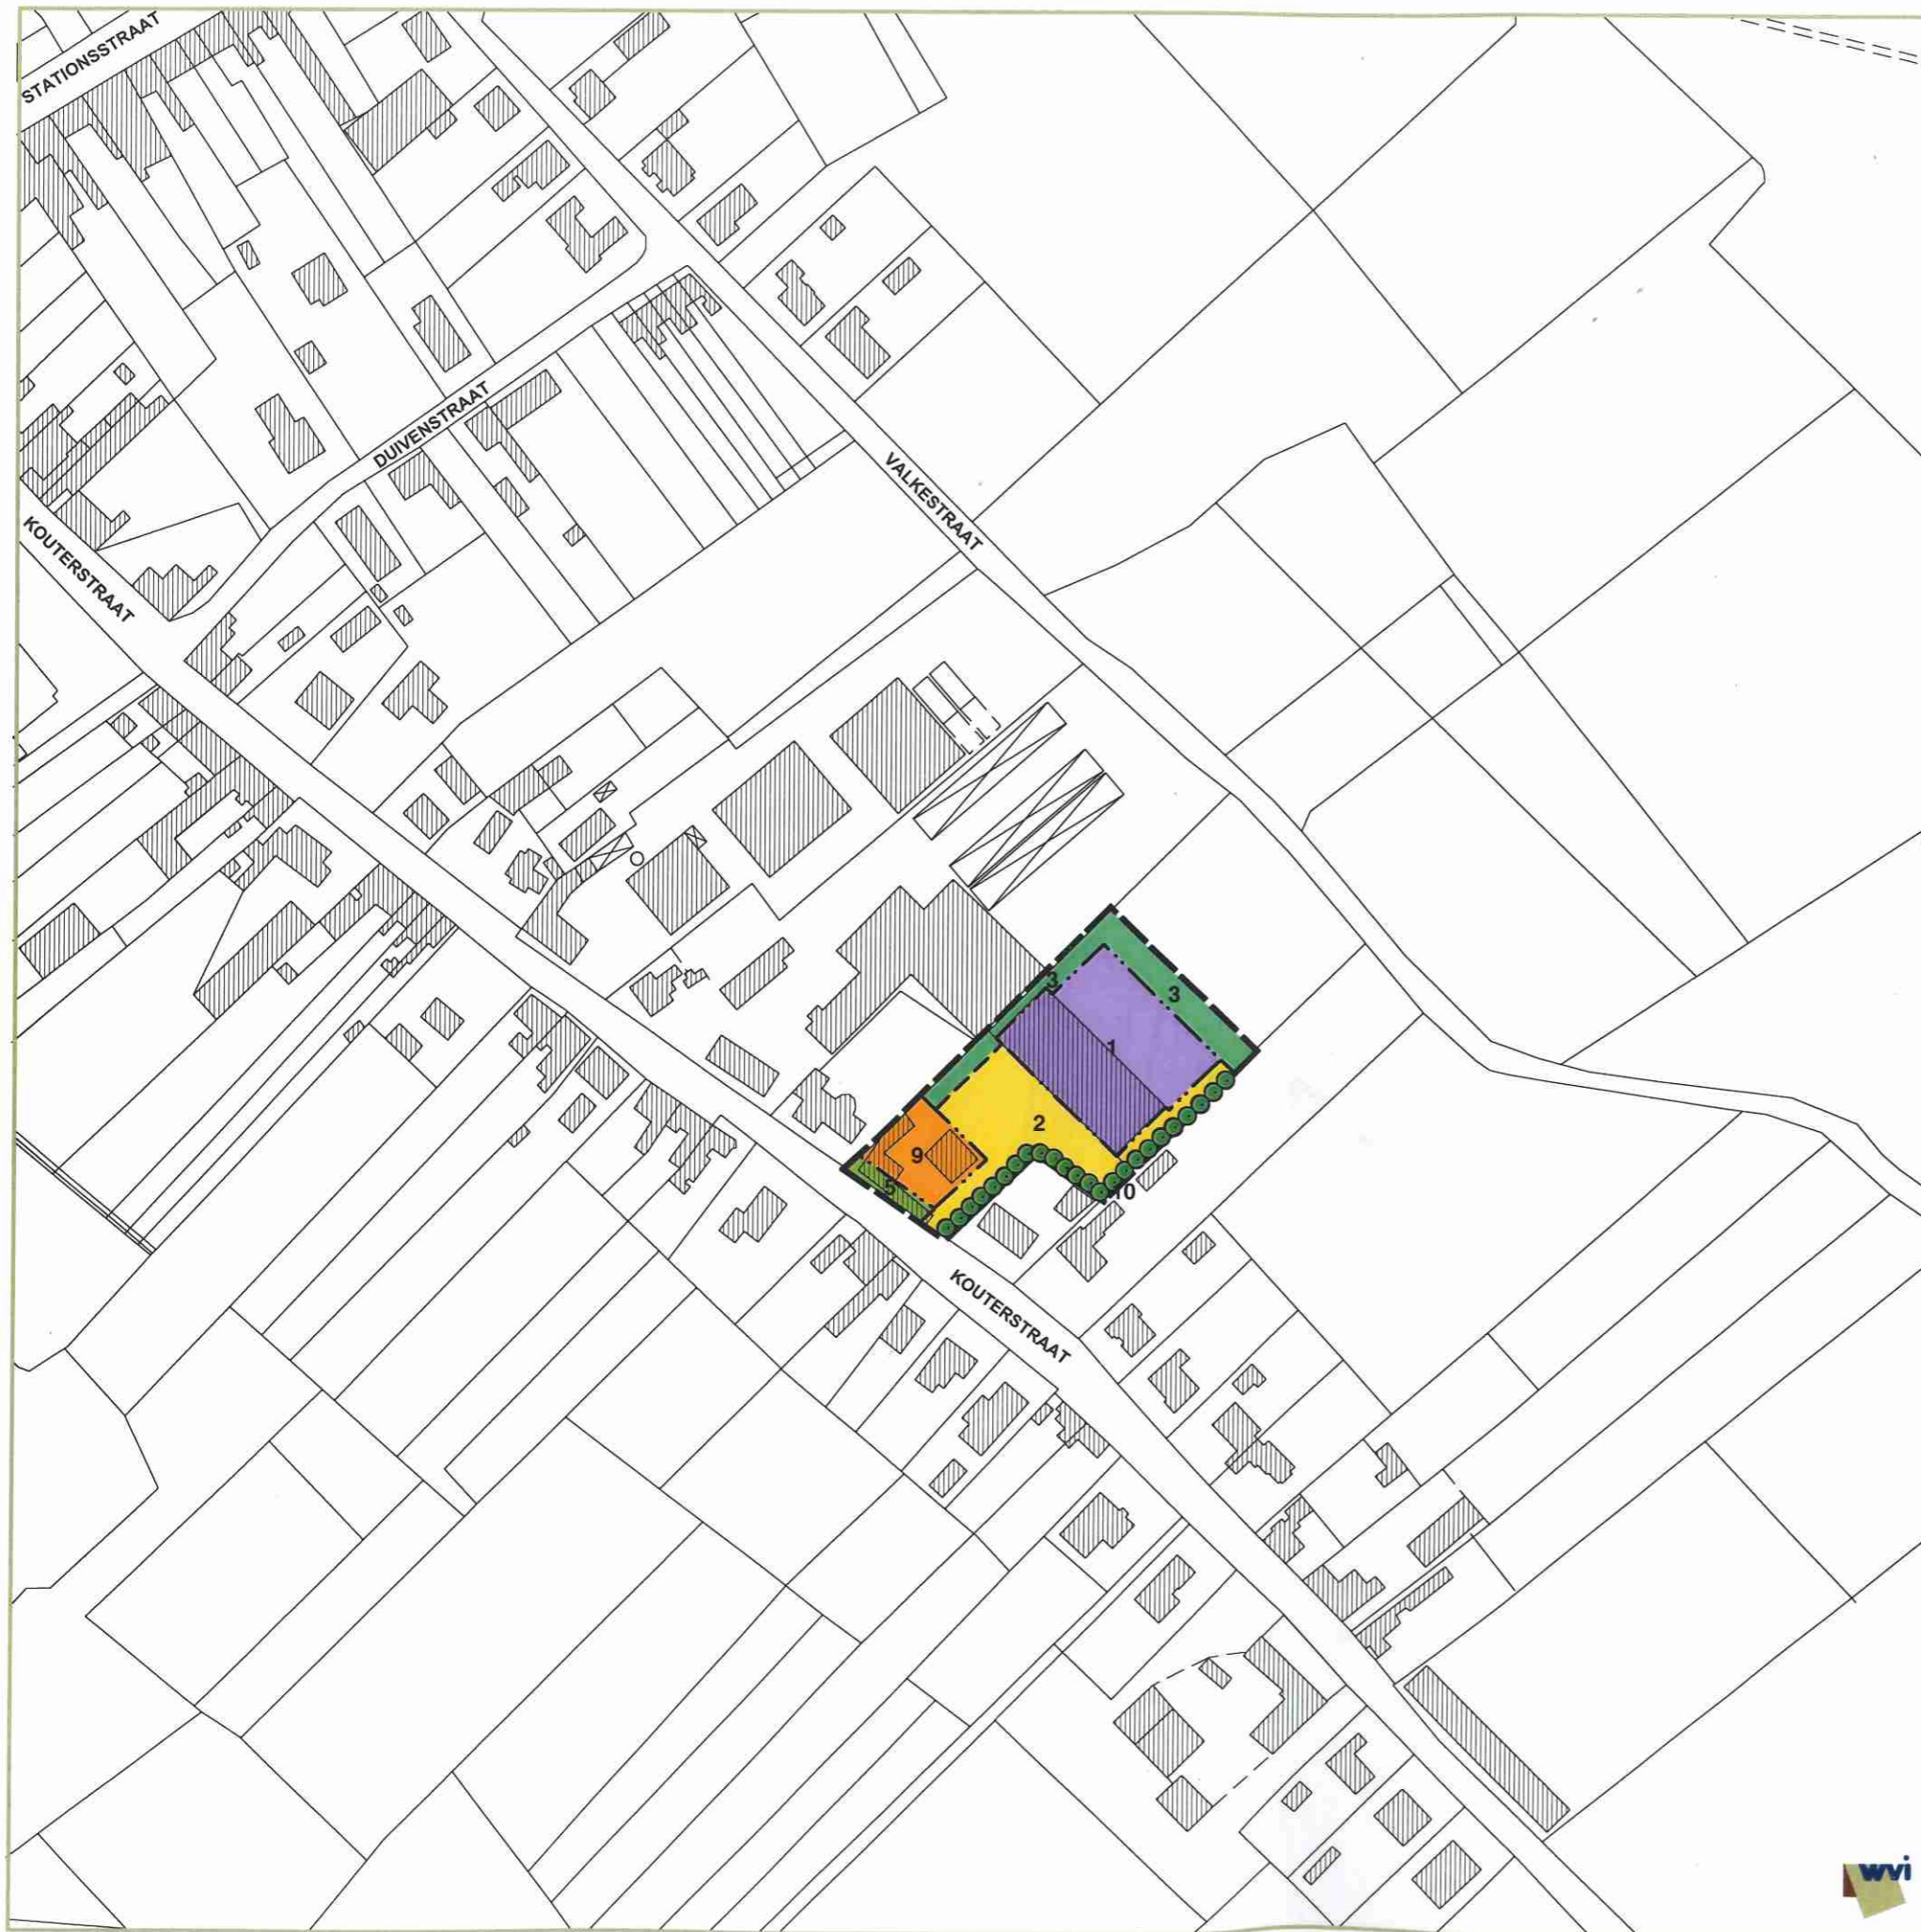 STATIONSSTRAAT
DUIVENSTRAAT
VALKESTRAAT
KOUTERSTRAAT
3
3
1
2
9
5
10
KOUTERSTRAAT
wvi